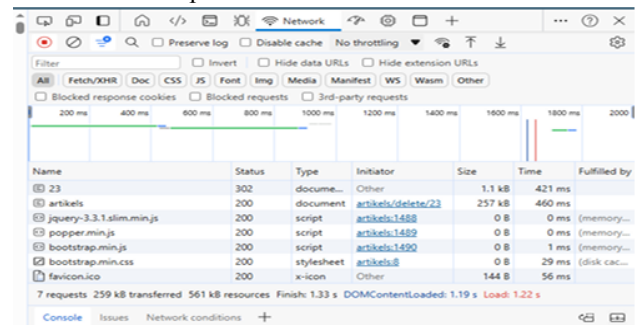 Network
Preserve log Disable cache No throttling
Filter Invert Hide data URLs Hide extension URLs
All Fetch/XHR Doc CSS JS Font Img Media Manifest WS Wasm Other
Blocked response cookies Blocked requests 3rd-party requests
200 ms 400 ms 600 ms 800 ms 1000 ms 1200 ms 1400 ms 1600 ms 1800 ms 2000
Name Status Type Initiator Size Time Fulfilled by
23 302 docume... Other 1.1 kB 421 ms
artikels 200 document artikels/delete/23 257 kB 460 ms
jquery-3.3.1.slim.min.js 200 script artikels:1488 0 B 0 ms (memory...
popper.min.js 200 script artikels:1489 0 B 0 ms (memory...
bootstrap.min.js 200 script artikels:1490 0 B 1 ms (memory...
bootstrap.min.css 200 stylesheet artikels:8 0 B 29 ms (disk cac...
favicon.ico 200 x-icon Other 144 B 56 ms
7 requests 259 kB transferred 561 kB resources Finish: 1.33 s DOMContentLoaded: 1.19 s Load: 1.22 s
Console Issues Network conditions